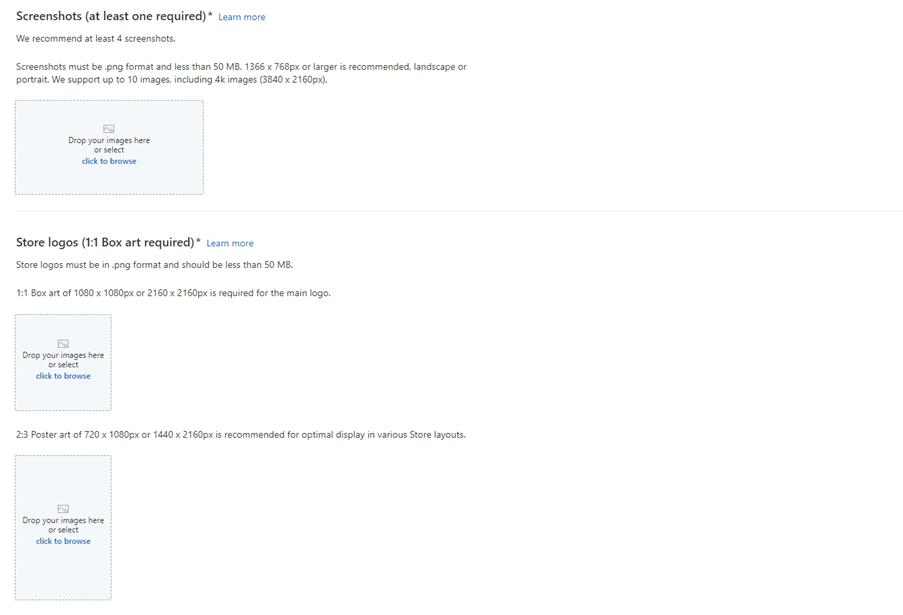 Screenshots (at least one required)* Learn more
We recommend at least 4 screenshots.
Screenshots must be .png format and less than 50 MB. 1366 x 768px or larger is recommended, landscape or
portrait. We support up to 10 images, including 4k images (3840 x 2160px).
Drop your images here
or select
click to browse
Store logos (1:1 Box art required)* Learn more
Store logos must be in .png format and should be less than 50 MB.
1:1 Box art of 1080 x 1080px or 2160 x 2160px is required for the main logo.
Drop your images here
or select
click to browse
2:3 Poster art of 720 x 1080px or 1440 x 2160px is recommended for optimal display in various Store layouts.
Drop your images here
or select
click to browse